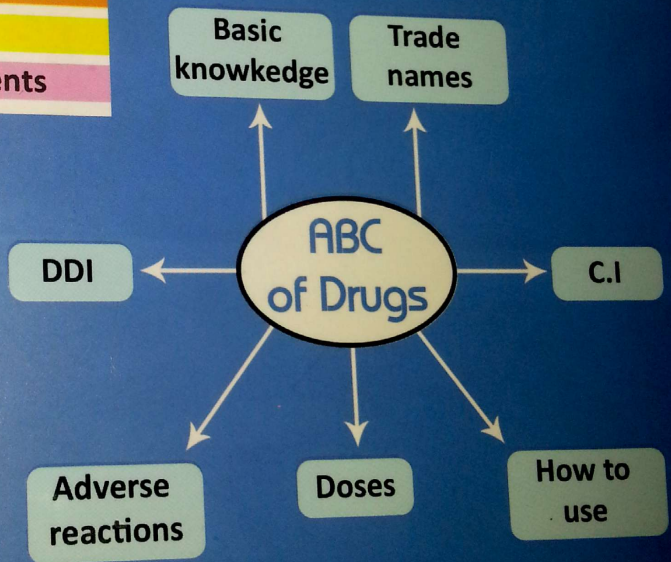 ents
Basic
knowkedge
Trade
names
ABC
of Drugs
DDI
C.I
Adverse
reactions
Doses
How to
use